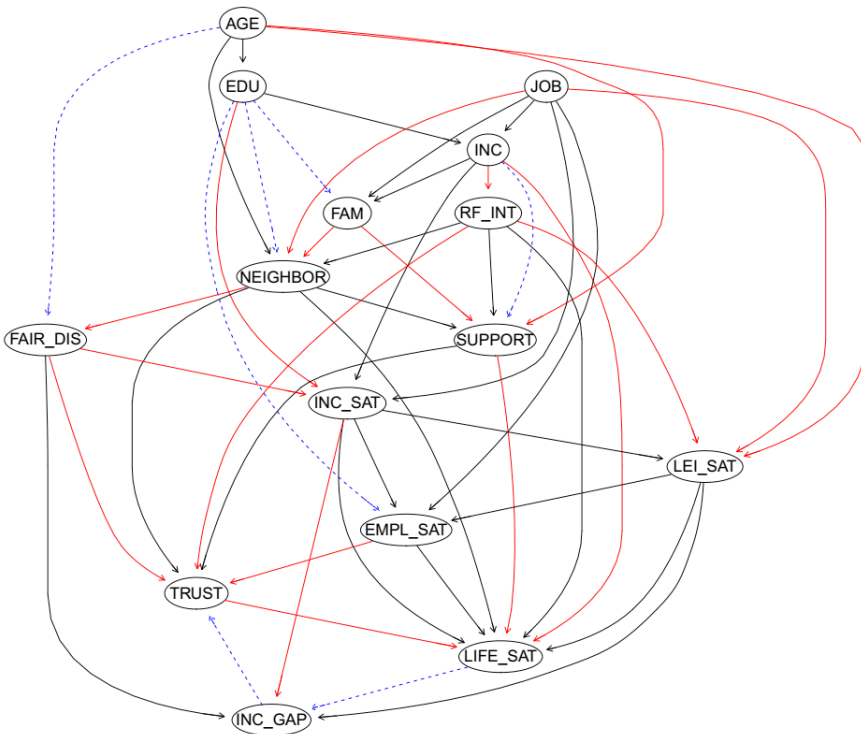 AGE
EDU
JOB
INC
FAM
RF_INT
NEIGHBOR
FAIR_DIS
SUPPORT
INC_SAT
LEI_SAT
EMPL_SAT
TRUST
LIFE_SAT
INC_GAP